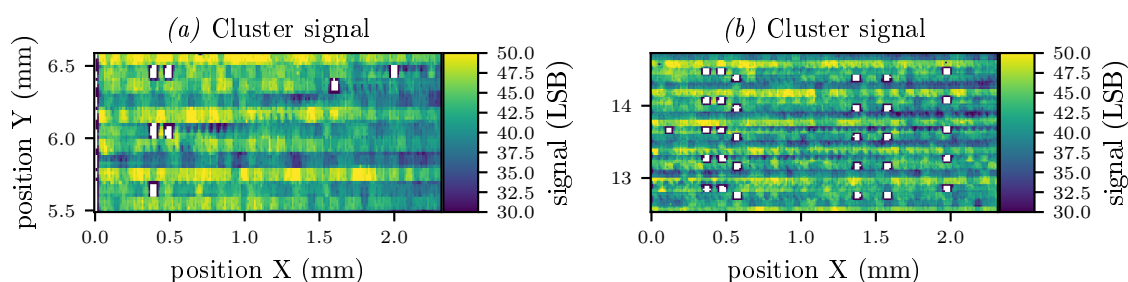 (a) Cluster signal
position Y (mm)
6.5
6.0
5.5
0.0 0.5 1.0 1.5 2.0
position X (mm)
50.0
47.5
45.0
42.5
40.0
37.5
35.0
32.5
30.0
signal (LSB)
(b) Cluster signal
14
13
0.0 0.5 1.0 1.5 2.0
position X (mm)
50.0
47.5
45.0
42.5
40.0
37.5
35.0
32.5
30.0
signal (LSB)